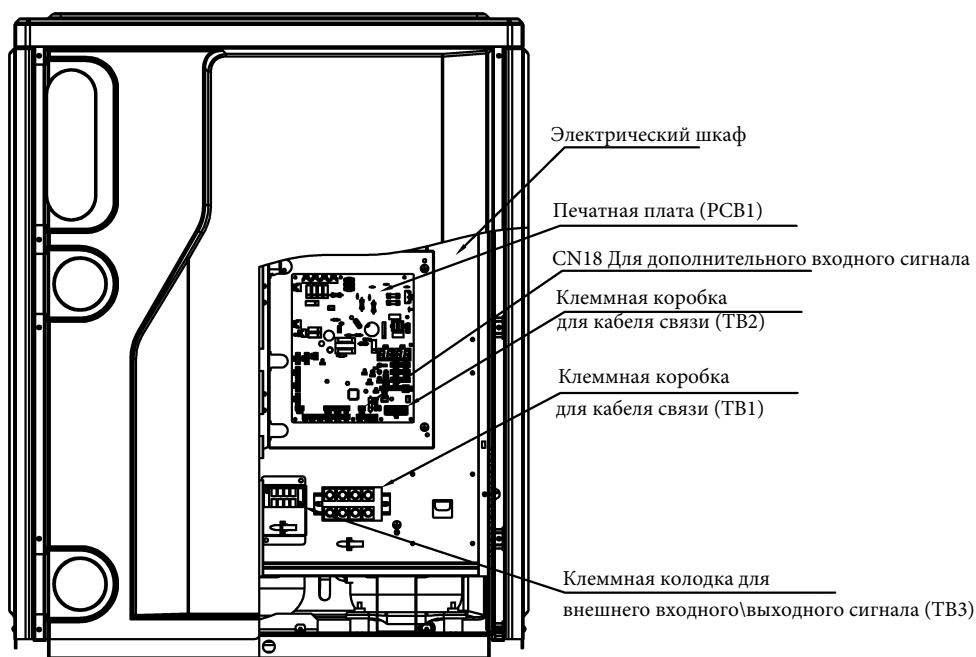 Электрический шкаф
Печатная плата (PCB1)
CN18 Для дополнительного входного сигнала
Клеммная коробка
для кабеля связи (TB2)
Клеммная коробка
для кабеля связи (TB1)
Клеммная колодка для
внешнего входного\выходного сигнала (TB3)